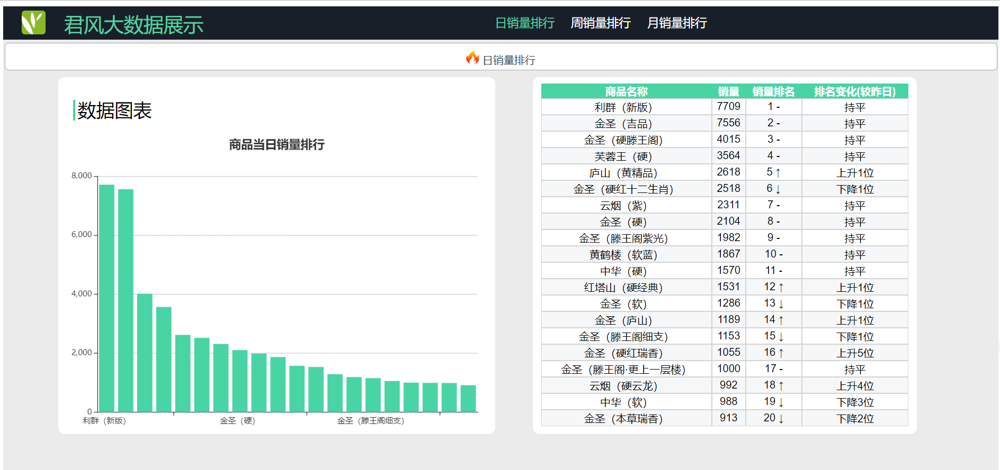 君风大数据展示
日销量排行 周销量排行 月销量排行
日销量排行
数据图表
商品当日销量排行
8,000
6,000
4,000
2,000
0
利群（新版） 金圣（硬） 金圣（滕王阁细支）
商品名称 销量 销量排名 排名变化(较昨日)
利群（新版） 7709 1 - 持平
金圣（吉品） 7556 2 - 持平
金圣（硬滕王阁） 4015 3 - 持平
芙蓉王（硬） 3564 4 - 持平
庐山（黄精品） 2618 5 ↑ 上升1位
金圣（硬红十二生肖） 2518 6 ↓ 下降1位
云烟（紫） 2311 7 - 持平
金圣（硬） 2104 8 - 持平
金圣（滕王阁紫光） 1982 9 - 持平
黄鹤楼（软蓝） 1867 10 - 持平
中华（硬） 1570 11 - 持平
红塔山（硬经典） 1531 12 ↑ 上升1位
金圣（软） 1286 13 ↓ 下降1位
金圣（庐山） 1189 14 ↑ 上升1位
金圣（滕王阁细支） 1153 15 ↓ 下降1位
金圣（硬红瑞香） 1055 16 ↑ 上升5位
金圣（滕王阁·更上一层楼） 1000 17 - 持平
云烟（硬云龙） 992 18 ↑ 上升4位
中华（软） 988 19 ↓ 下降3位
金圣（本草瑞香） 913 20 ↓ 下降2位